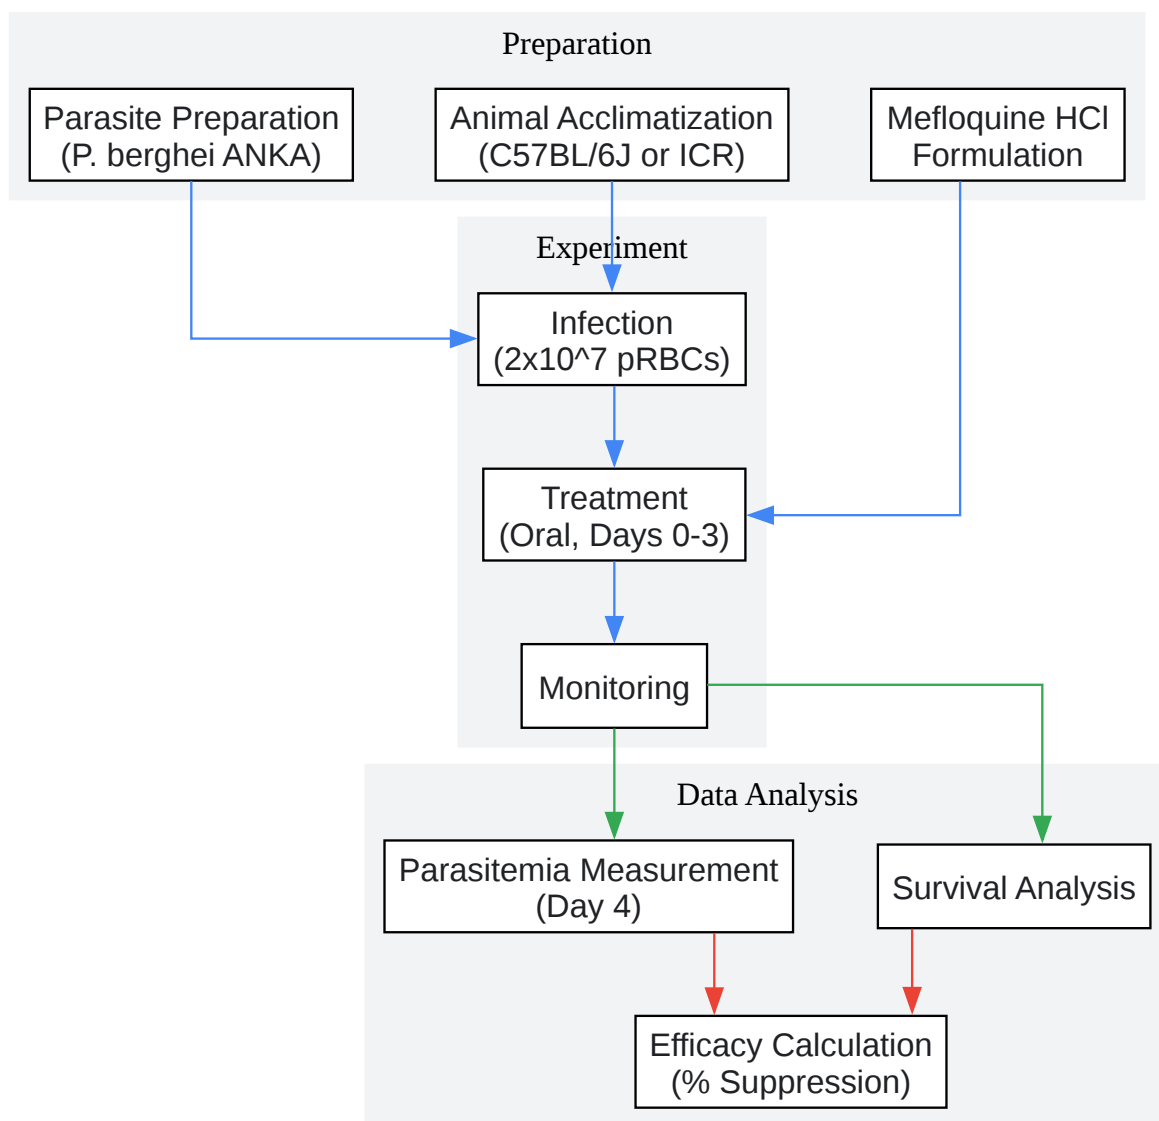 Preparation
Parasite Preparation
(P. berghei ANKA)
Animal Acclimatization
(C57BL/6J or ICR)
Mefloquine HCl
Formulation
Experiment
Infection
(2x10^7 pRBCs)
Treatment
(Oral, Days 0-3)
Monitoring
Data Analysis
Parasitemia Measurement
(Day 4)
Survival Analysis
Efficacy Calculation
(% Suppression)